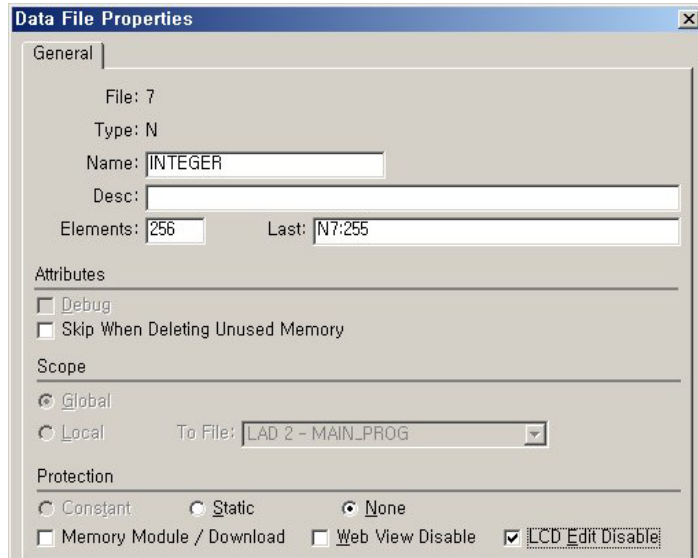 Data File Properties
General
File: 7
Type: N
Name: INTEGER
Desc:
Elements: 256 Last: N7:255
Attributes
Debug
Skip When Deleting Unused Memory
Scope
Global
Local To File: LAD 2 - MAIN_PROG
Protection
Constant Static None
Memory Module / Download Web View Disable LCD Edit Disable